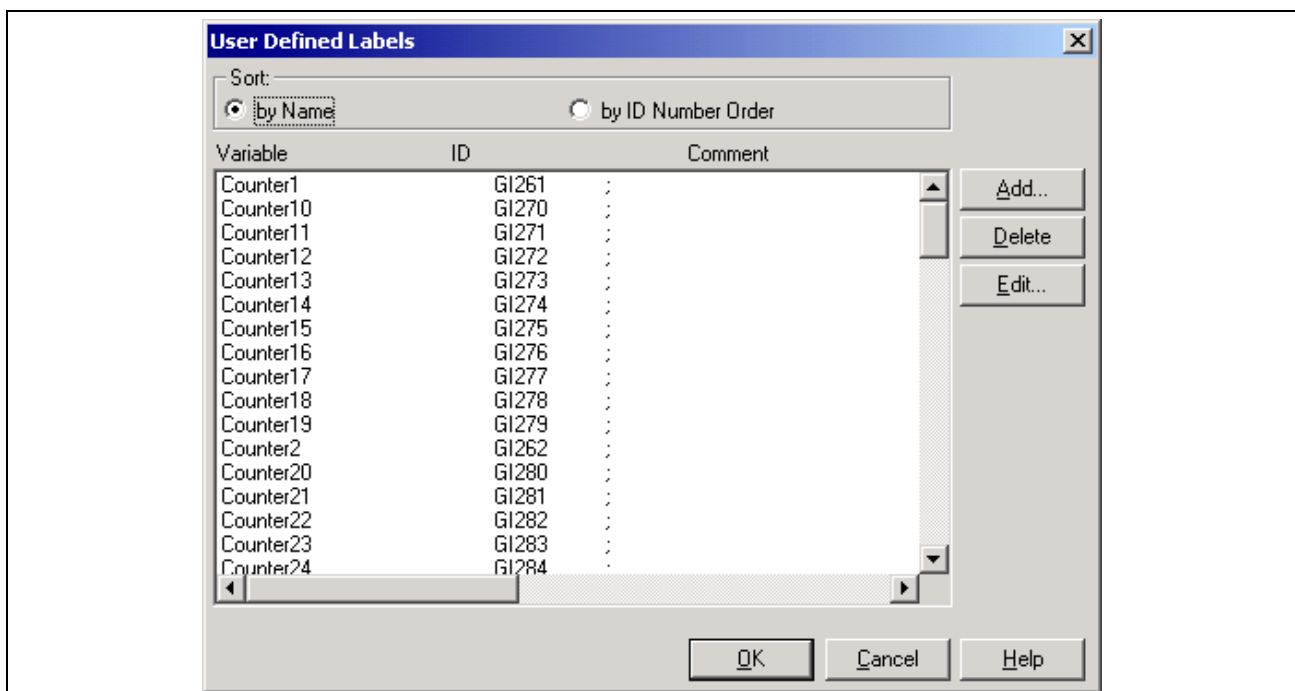 User Defined Labels
Sort:
by Name by ID Number Order
Variable ID Comment
Counter1 GI261 ;
Counter10 GI270 ;
Counter11 GI271 ;
Counter12 GI272 ;
Counter13 GI273 ;
Counter14 GI274 ;
Counter15 GI275 ;
Counter16 GI276 ;
Counter17 GI277 ;
Counter18 GI278 ;
Counter19 GI279 ;
Counter2 GI262 ;
Counter20 GI280 ;
Counter21 GI281 ;
Counter22 GI282 ;
Counter23 GI283 ;
Counter24 GI284 ;
Add...
Delete
Edit...
OK Cancel Help